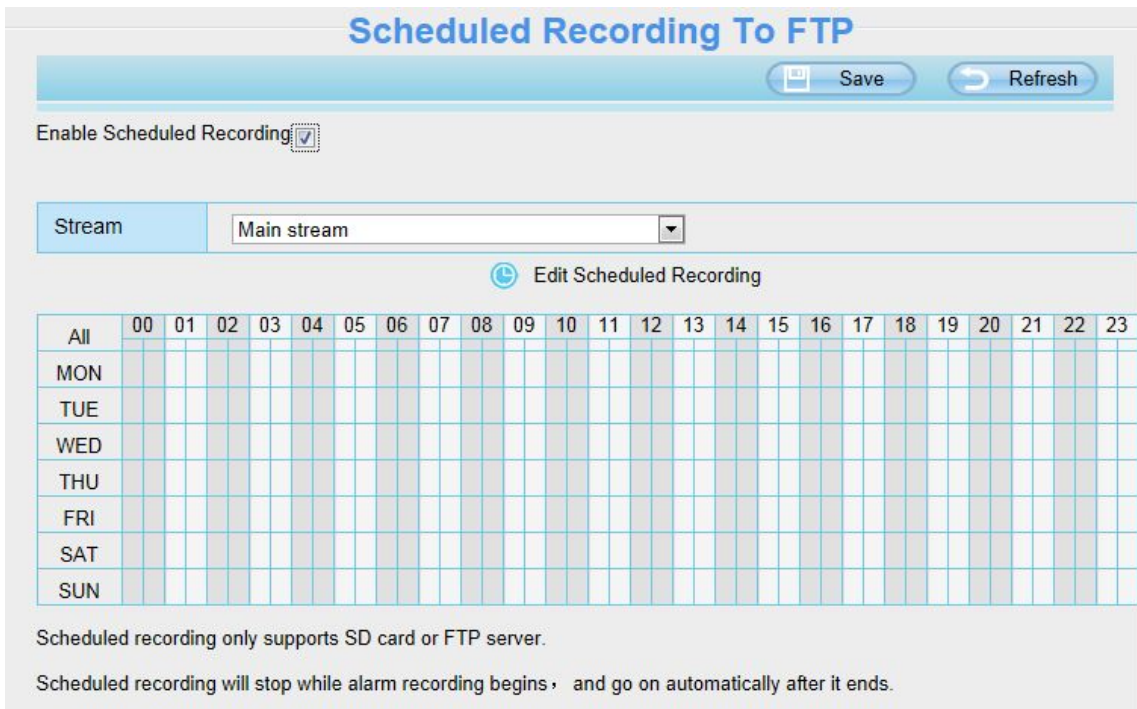 Scheduled Recording To FTP
Save Refresh
Enable Scheduled Recording
Stream Main stream
Edit Scheduled Recording
All 00 01 02 03 04 05 06 07 08 09 10 11 12 13 14 15 16 17 18 19 20 21 22 23
MON
TUE
WED
THU
FRI
SAT
SUN
Scheduled recording only supports SD card or FTP server.
Scheduled recording will stop while alarm recording begins， and go on automatically after it ends.